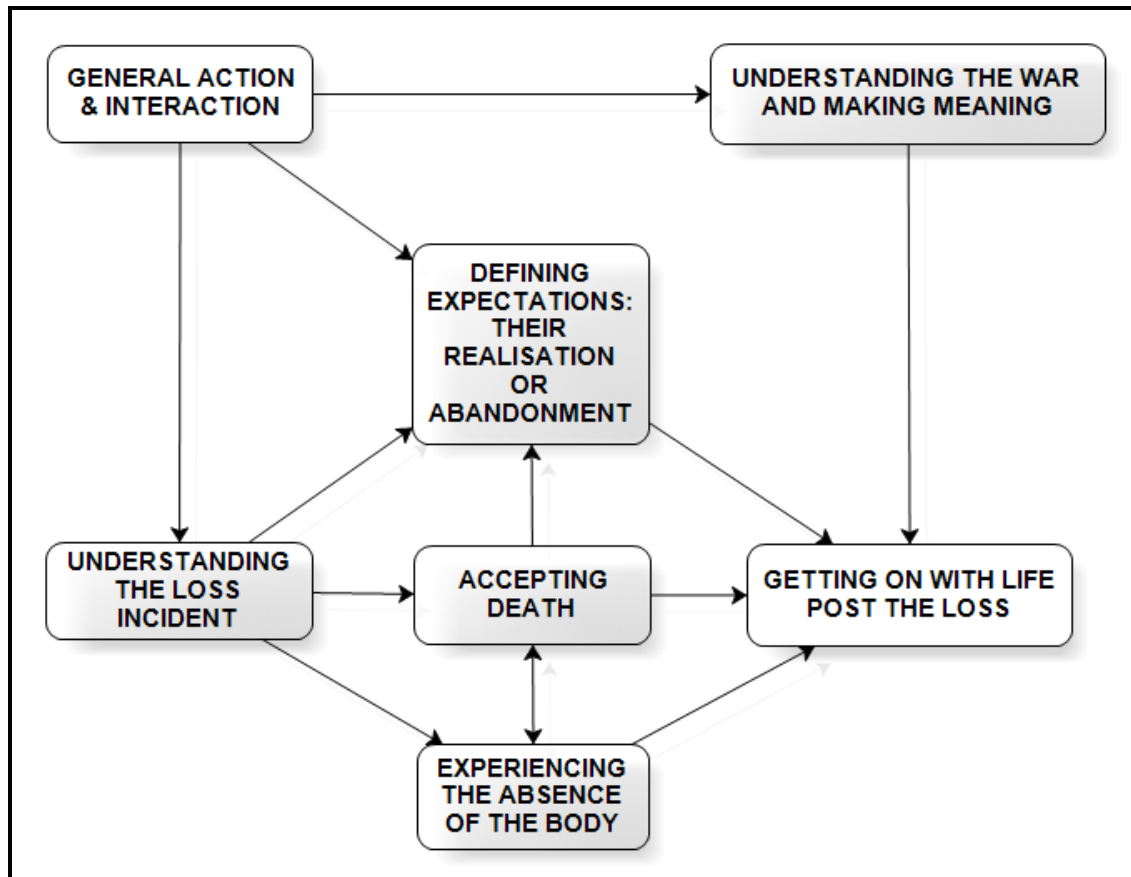 GENERAL ACTION
& INTERACTION
UNDERSTANDING THE WAR
AND MAKING MEANING
DEFINING
EXPECTATIONS:
THEIR
REALISATION
OR
ABANDONMENT
UNDERSTANDING
THE LOSS
INCIDENT
ACCEPTING
DEATH
GETTING ON WITH LIFE
POST THE LOSS
EXPERIENCING
THE ABSENCE
OF THE BODY